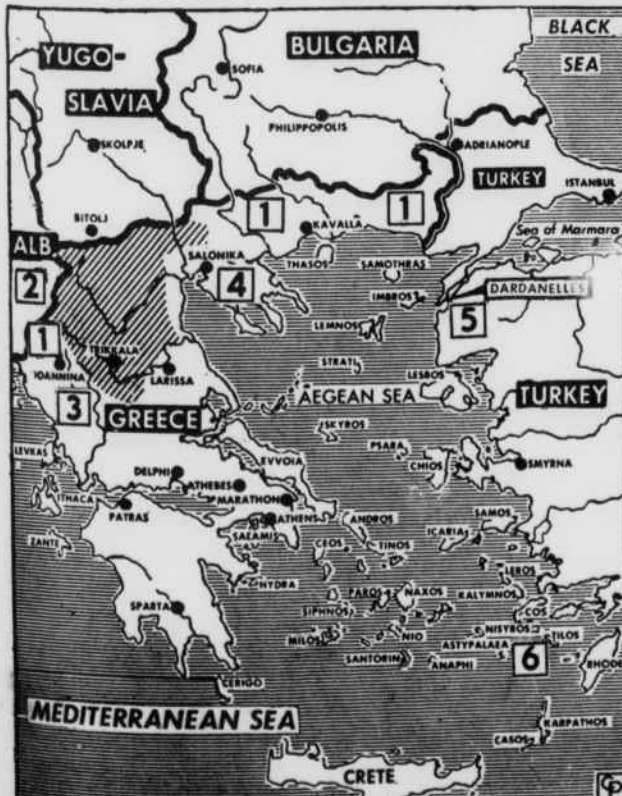 BLACK
SEA
YUGO-
SLAVIA
BULGARIA
SOFIA
PHILIPPOPOLIS
ADRIANOPLE
SKOLPJE
TURKEY
ISTANBUL
BITOLJ
1
1
KAVALLA
Sea of Marmara
ALB
SALONIKA
THASOS
SAMOTHRAS
2
4
IMBROS
DARDANELLES
5
LEMNOS
1
TRIKKALA
IOANNINA
LARISSA
STRATI
LESBOS
AEGEAN SEA
TURKEY
3
GREECE
SKYROS
PSARA
LEVKAS
DELPHI
EVVOIA
CHIOS
SMYRNA
ATHEBES
ITHACA
MARATHON
PATRAS
ATHENS
ANDROS
SAMOS
SALAMIS
ICARIA
ZANTE
CEOS
TINOS
LEROS
HYDRA
PAROS
NAXOS
KALYMNOS
SPARTA
SIPHNOS
COS
NISYROS
MILOS
NIO
ASTYPALAEA
TILOS
SANTORIN
ANAPHI
6
RHODE
CERIGO
MEDITERRANEAN SEA
KARPATHOS
CASOS
CRETE
CP